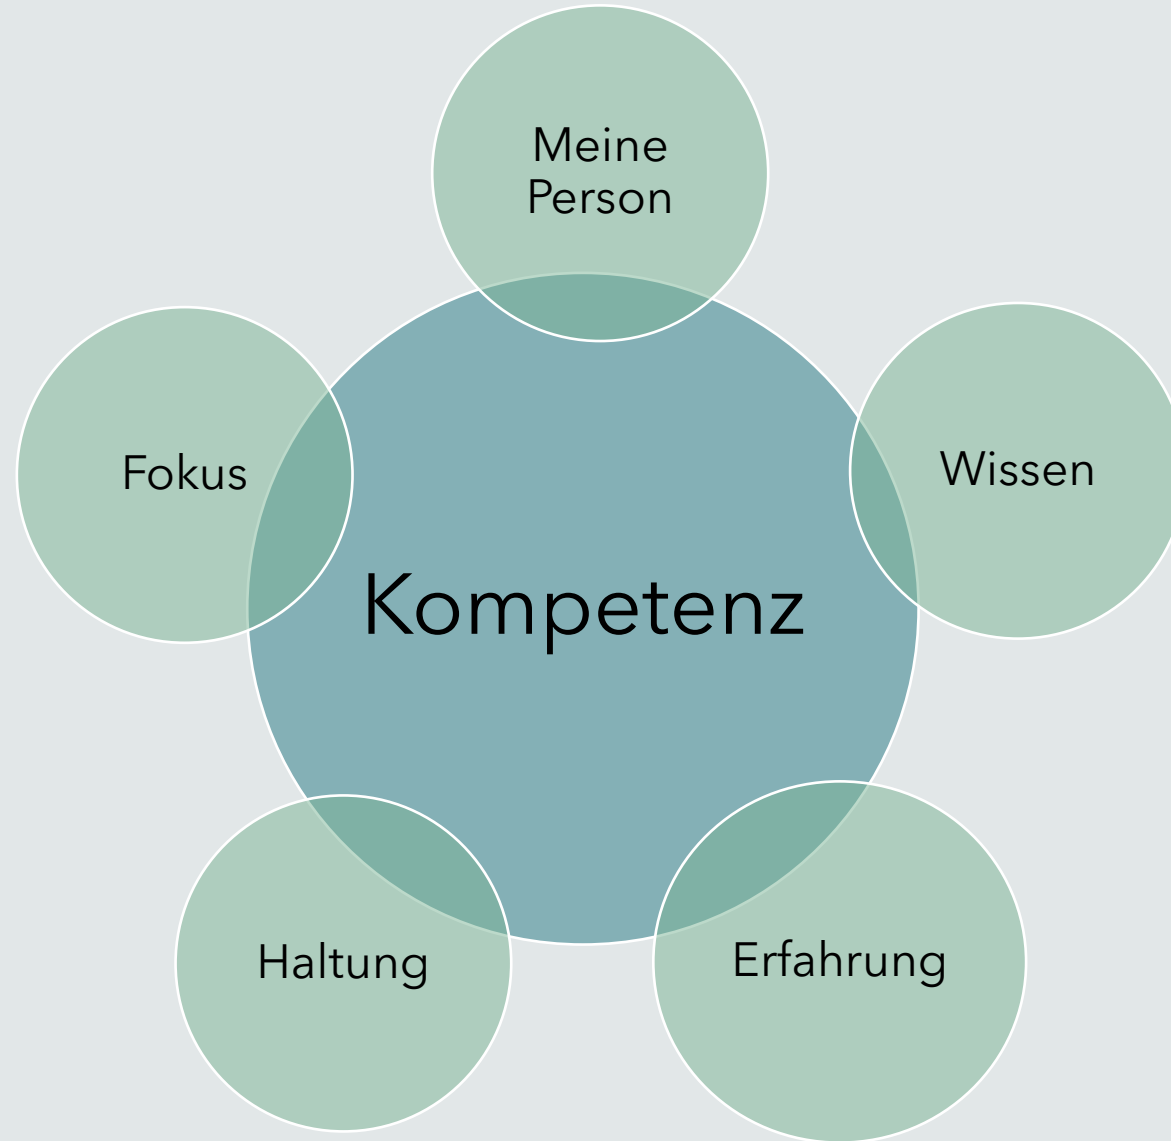 Meine
Person
Fokus
Wissen
Kompetenz
Haltung
Erfahrung